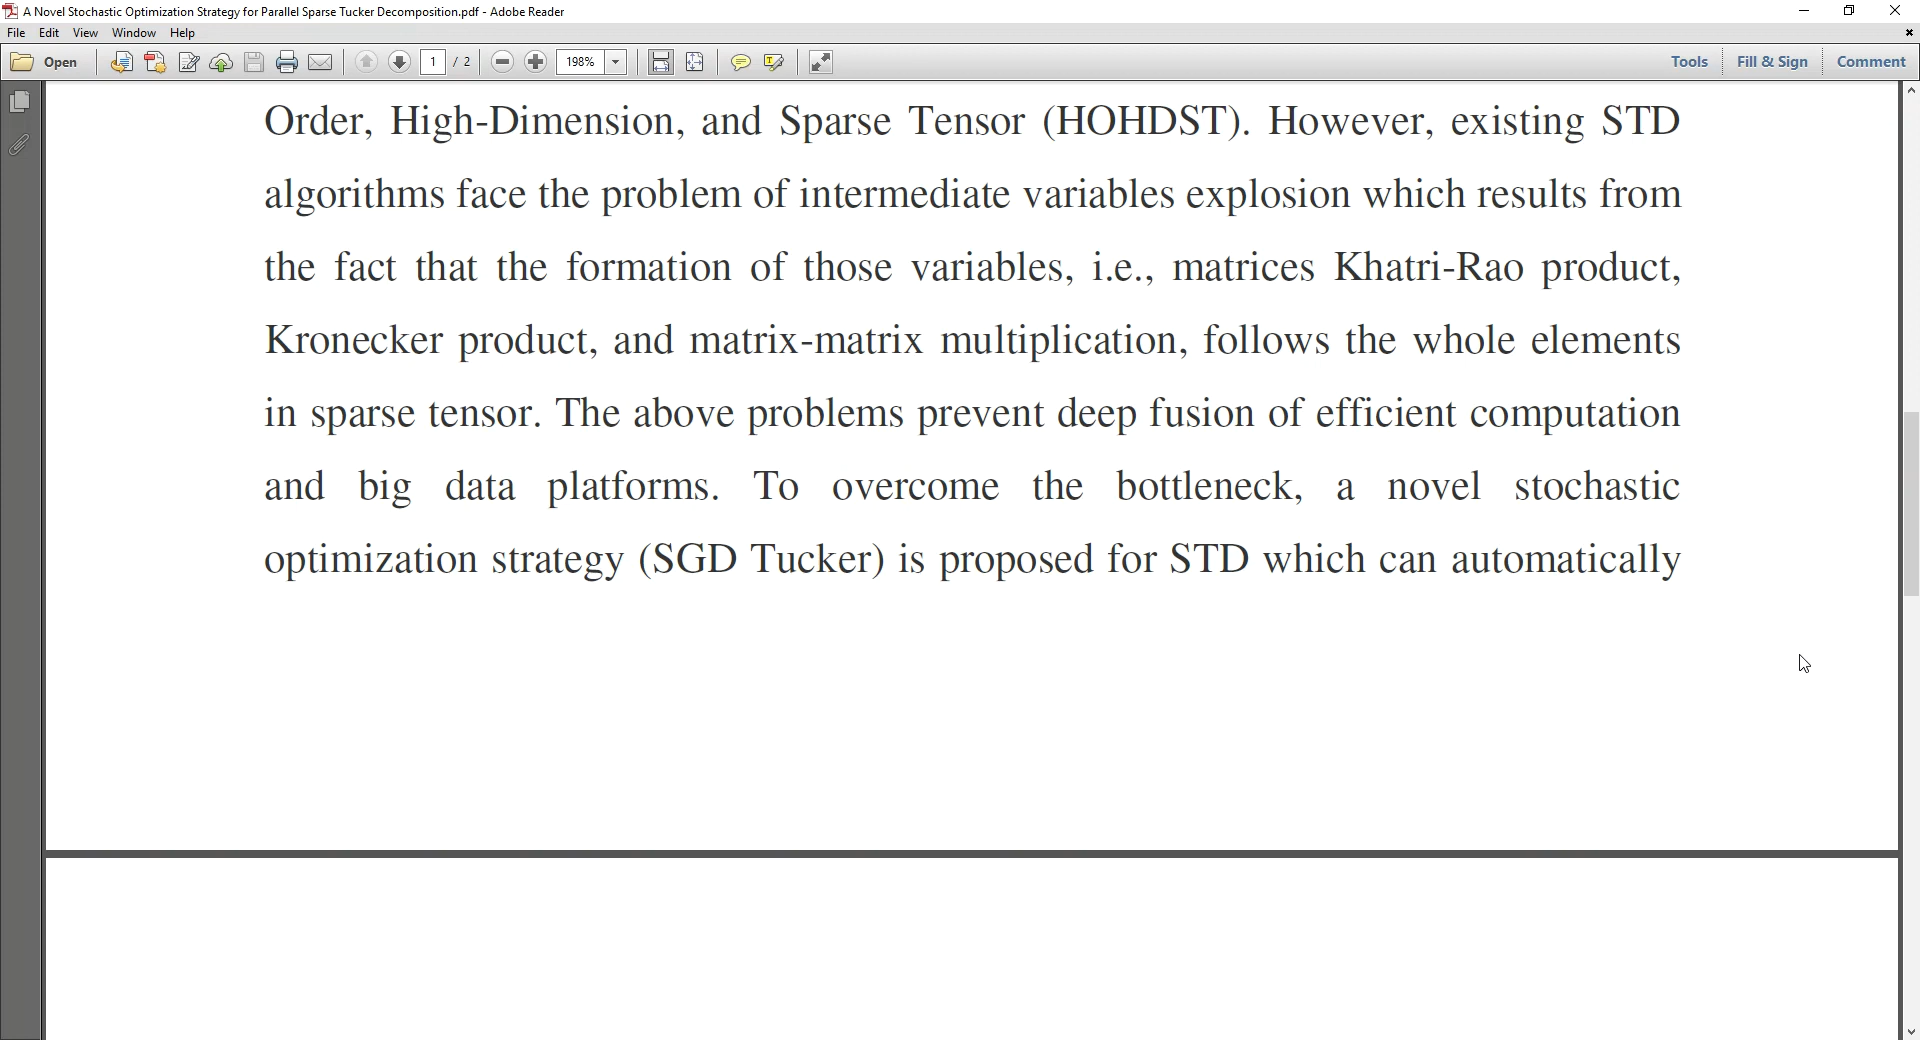 A Novel Stochastic Optimization Strategy for Parallel Sparse Tucker Decomposition.pdf - Adobe Reader
File Edit View Window Help
Open 1 / 2 198% Tools Fill & Sign Comment
Order, High-Dimension, and Sparse Tensor (HOHDST). However, existing STD
algorithms face the problem of intermediate variables explosion which results from
the fact that the formation of those variables, i.e., matrices Khatri-Rao product,
Kronecker product, and matrix-matrix multiplication, follows the whole elements
in sparse tensor. The above problems prevent deep fusion of efficient computation
and big data platforms. To overcome the bottleneck, a novel stochastic
optimization strategy (SGD Tucker) is proposed for STD which can automatically